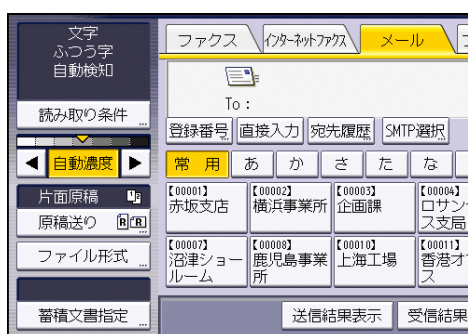 文字
ふつう字
自動検知
読み取り条件
自動濃度
片面原稿
原稿送り
ファイル形式
蓄積文書指定
ファクス
インターネットファクス
メール
To :
登録番号
直接入力
宛先履歴
SMTP選択
常 用
あ
か
さ
た
な
【00001】
赤坂支店
【00002】
横浜事業所
【00003】
企画課
【00004】
ロサン
ス支局
【00007】
沼津ショー
ルーム
【00008】
鹿児島事業
所
【00010】
上海工場
【00011】
香港オ
ス
送信結果表示
受信結果